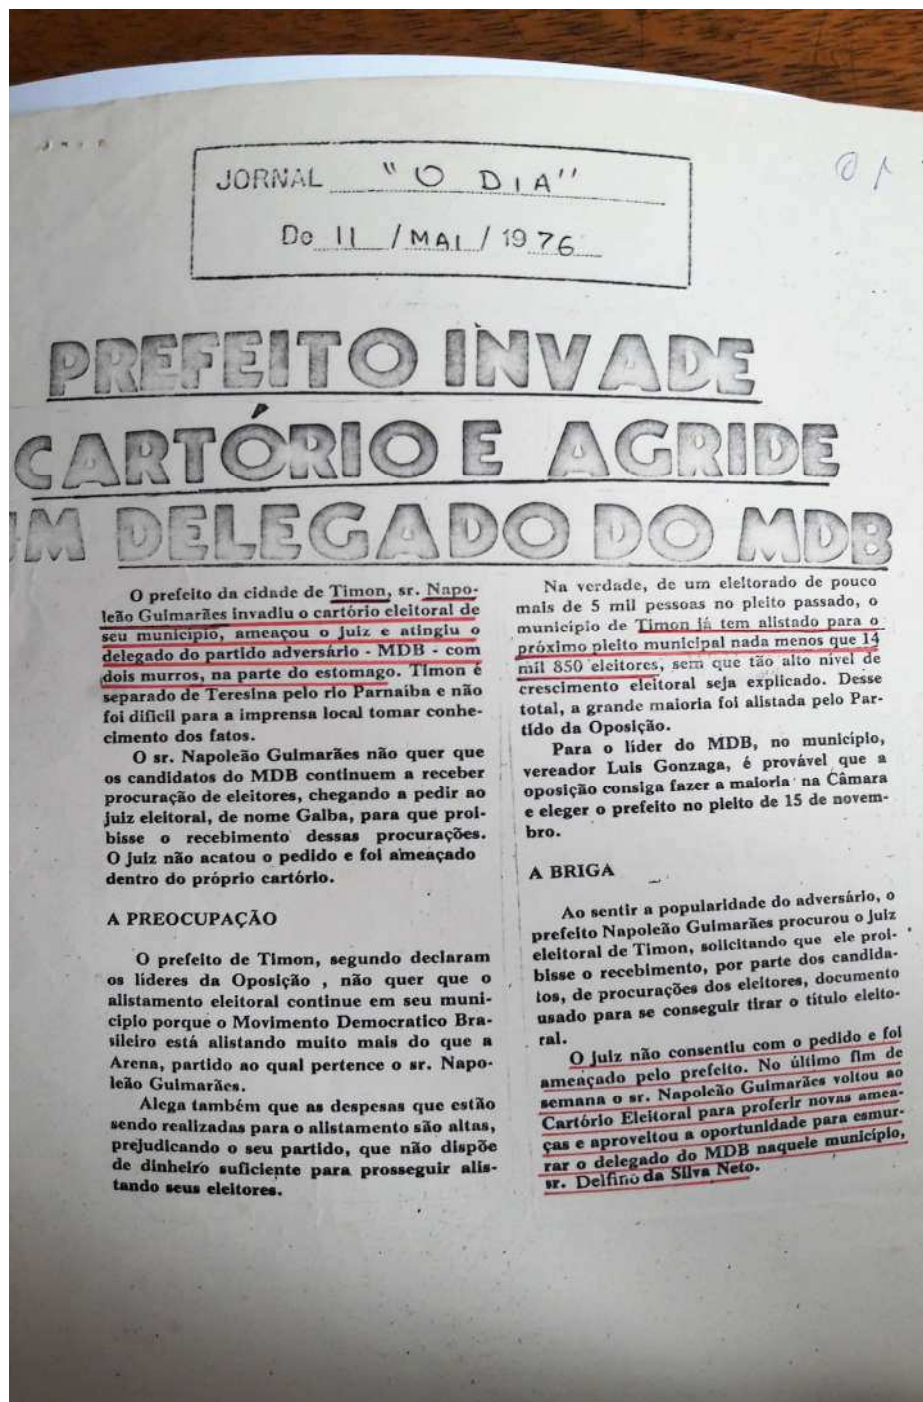 JORNAL "O DIA"
De 11 / MAI / 1976
PREFEITO INVADE
CARTÓRIO E AGRIDE
UM DELEGADO DO MDB
O prefeito da cidade de Timon, sr. Napo-
leão Guimarães invadiu o cartório eleitoral de
seu município, ameaçou o juiz e atingiu o
delegado do partido adversário - MDB - com
dois murros, na parte do estomago. Timon é
separado de Teresina pelo rio Parnaiba e não
foi dificil para a imprensa local tomar conhe-
cimento dos fatos.
O sr. Napoleão Guimarães não quer que
os candidatos do MDB continuem a receber
procuração de eleitores, chegando a pedir ao
juiz eleitoral, de nome Galba, para que proi-
bisse o recebimento dessas procurações.
O juiz não acatou o pedido e foi ameaçado
dentro do próprio cartório.
A PREOCUPAÇÃO
O prefeito de Timon, segundo declaram
os lideres da Oposição , não quer que o
alistamento eleitoral continue em seu muni-
cipio porque o Movimento Democratico Bra-
sileiro está alistando muito mais do que a
Arena, partido ao qual pertence o sr. Napo-
leão Guimarães.
Alega também que as despesas que estão
sendo realizadas para o alistamento são altas,
prejudicando o seu partido, que não dispõe
de dinheiro suficiente para prosseguir alis-
tando seus eleitores.
Na verdade, de um eleitorado de pouco
mais de 5 mil pessoas no pleito passado, o
município de Timon já tem alistado para o
próximo pleito municipal nada menos que 14
mil 850 eleitores, sem que tão alto nível de
crescimento eleitoral seja explicado. Desse
total, a grande maioria foi alistada pelo Par-
tido da Oposição.
Para o líder do MDB, no município,
vereador Luis Gonzaga, é provável que a
oposição consiga fazer a maioria na Câmara
e eleger o prefeito no pleito de 15 de novem-
bro.
A BRIGA
Ao sentir a popularidade do adversário, o
prefeito Napoleão Guimarães procurou o juiz
eleitoral de Timon, solicitando que ele proi-
bisse o recebimento, por parte dos candida-
tos, de procurações dos eleitores, documento
usado para se conseguir tirar o título eleito-
ral.
O juiz não consentiu com o pedido e foi
ameaçado pelo prefeito. No último fim de
semana o sr. Napoleão Guimarães voltou ao
Cartório Eleitoral para proferir novas amea-
ças e aproveitou a oportunidade para esmur-
rar o delegado do MDB naquele município,
sr. Delfino da Silva Neto.